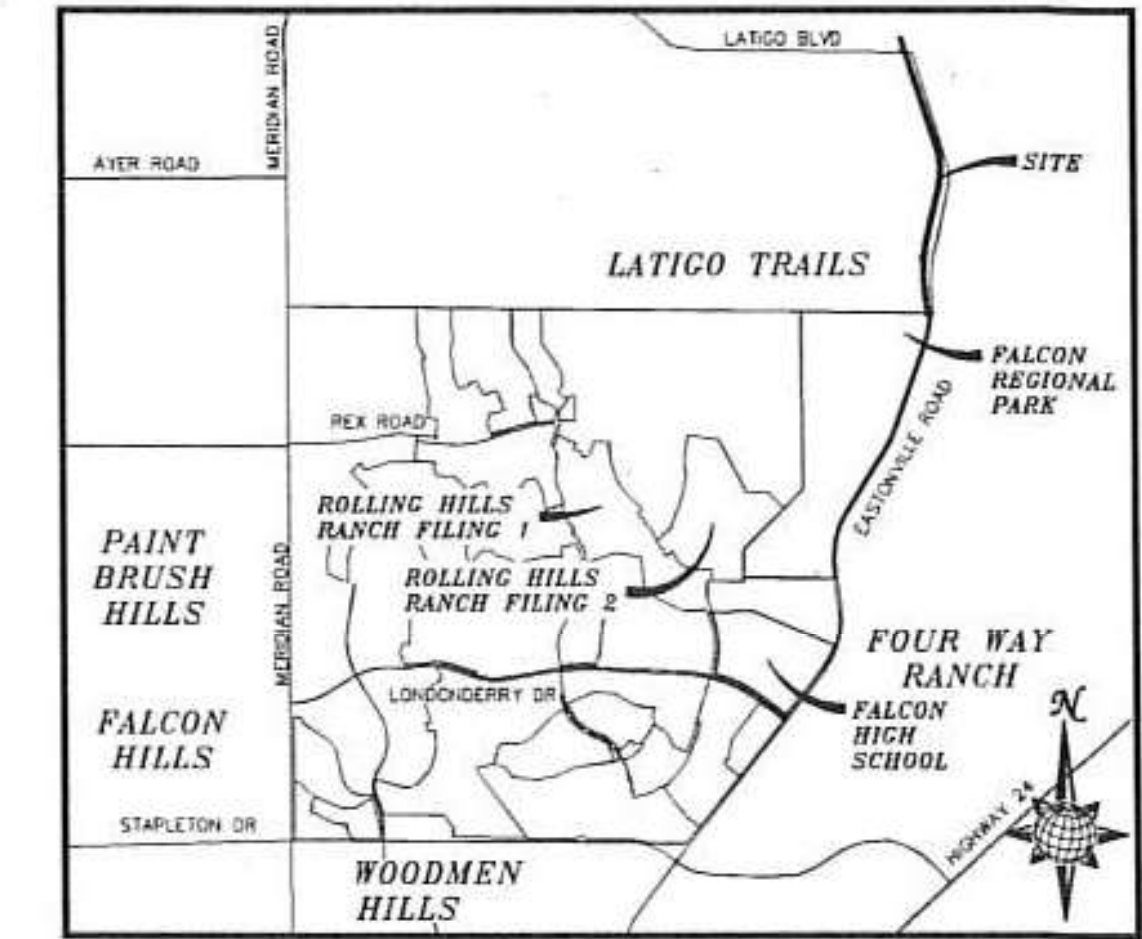 LATIGO BLVD
MERIDIAN ROAD
AYER ROAD
SITE
LATIGO TRAILS
FALCON
REGIONAL
PARK
REX ROAD
EASTONVILLE ROAD
ROLLING HILLS
RANCH FILING 1
PAINT
BRUSH
HILLS
MERIDIAN ROAD
ROLLING HILLS
RANCH FILING 2
FOUR WAY
RANCH
LONDONDERRY DR
FALCON
HIGH
SCHOOL
N
FALCON
HILLS
HIGHWAY 24
STAPLETON DR
WOODMEN
HILLS